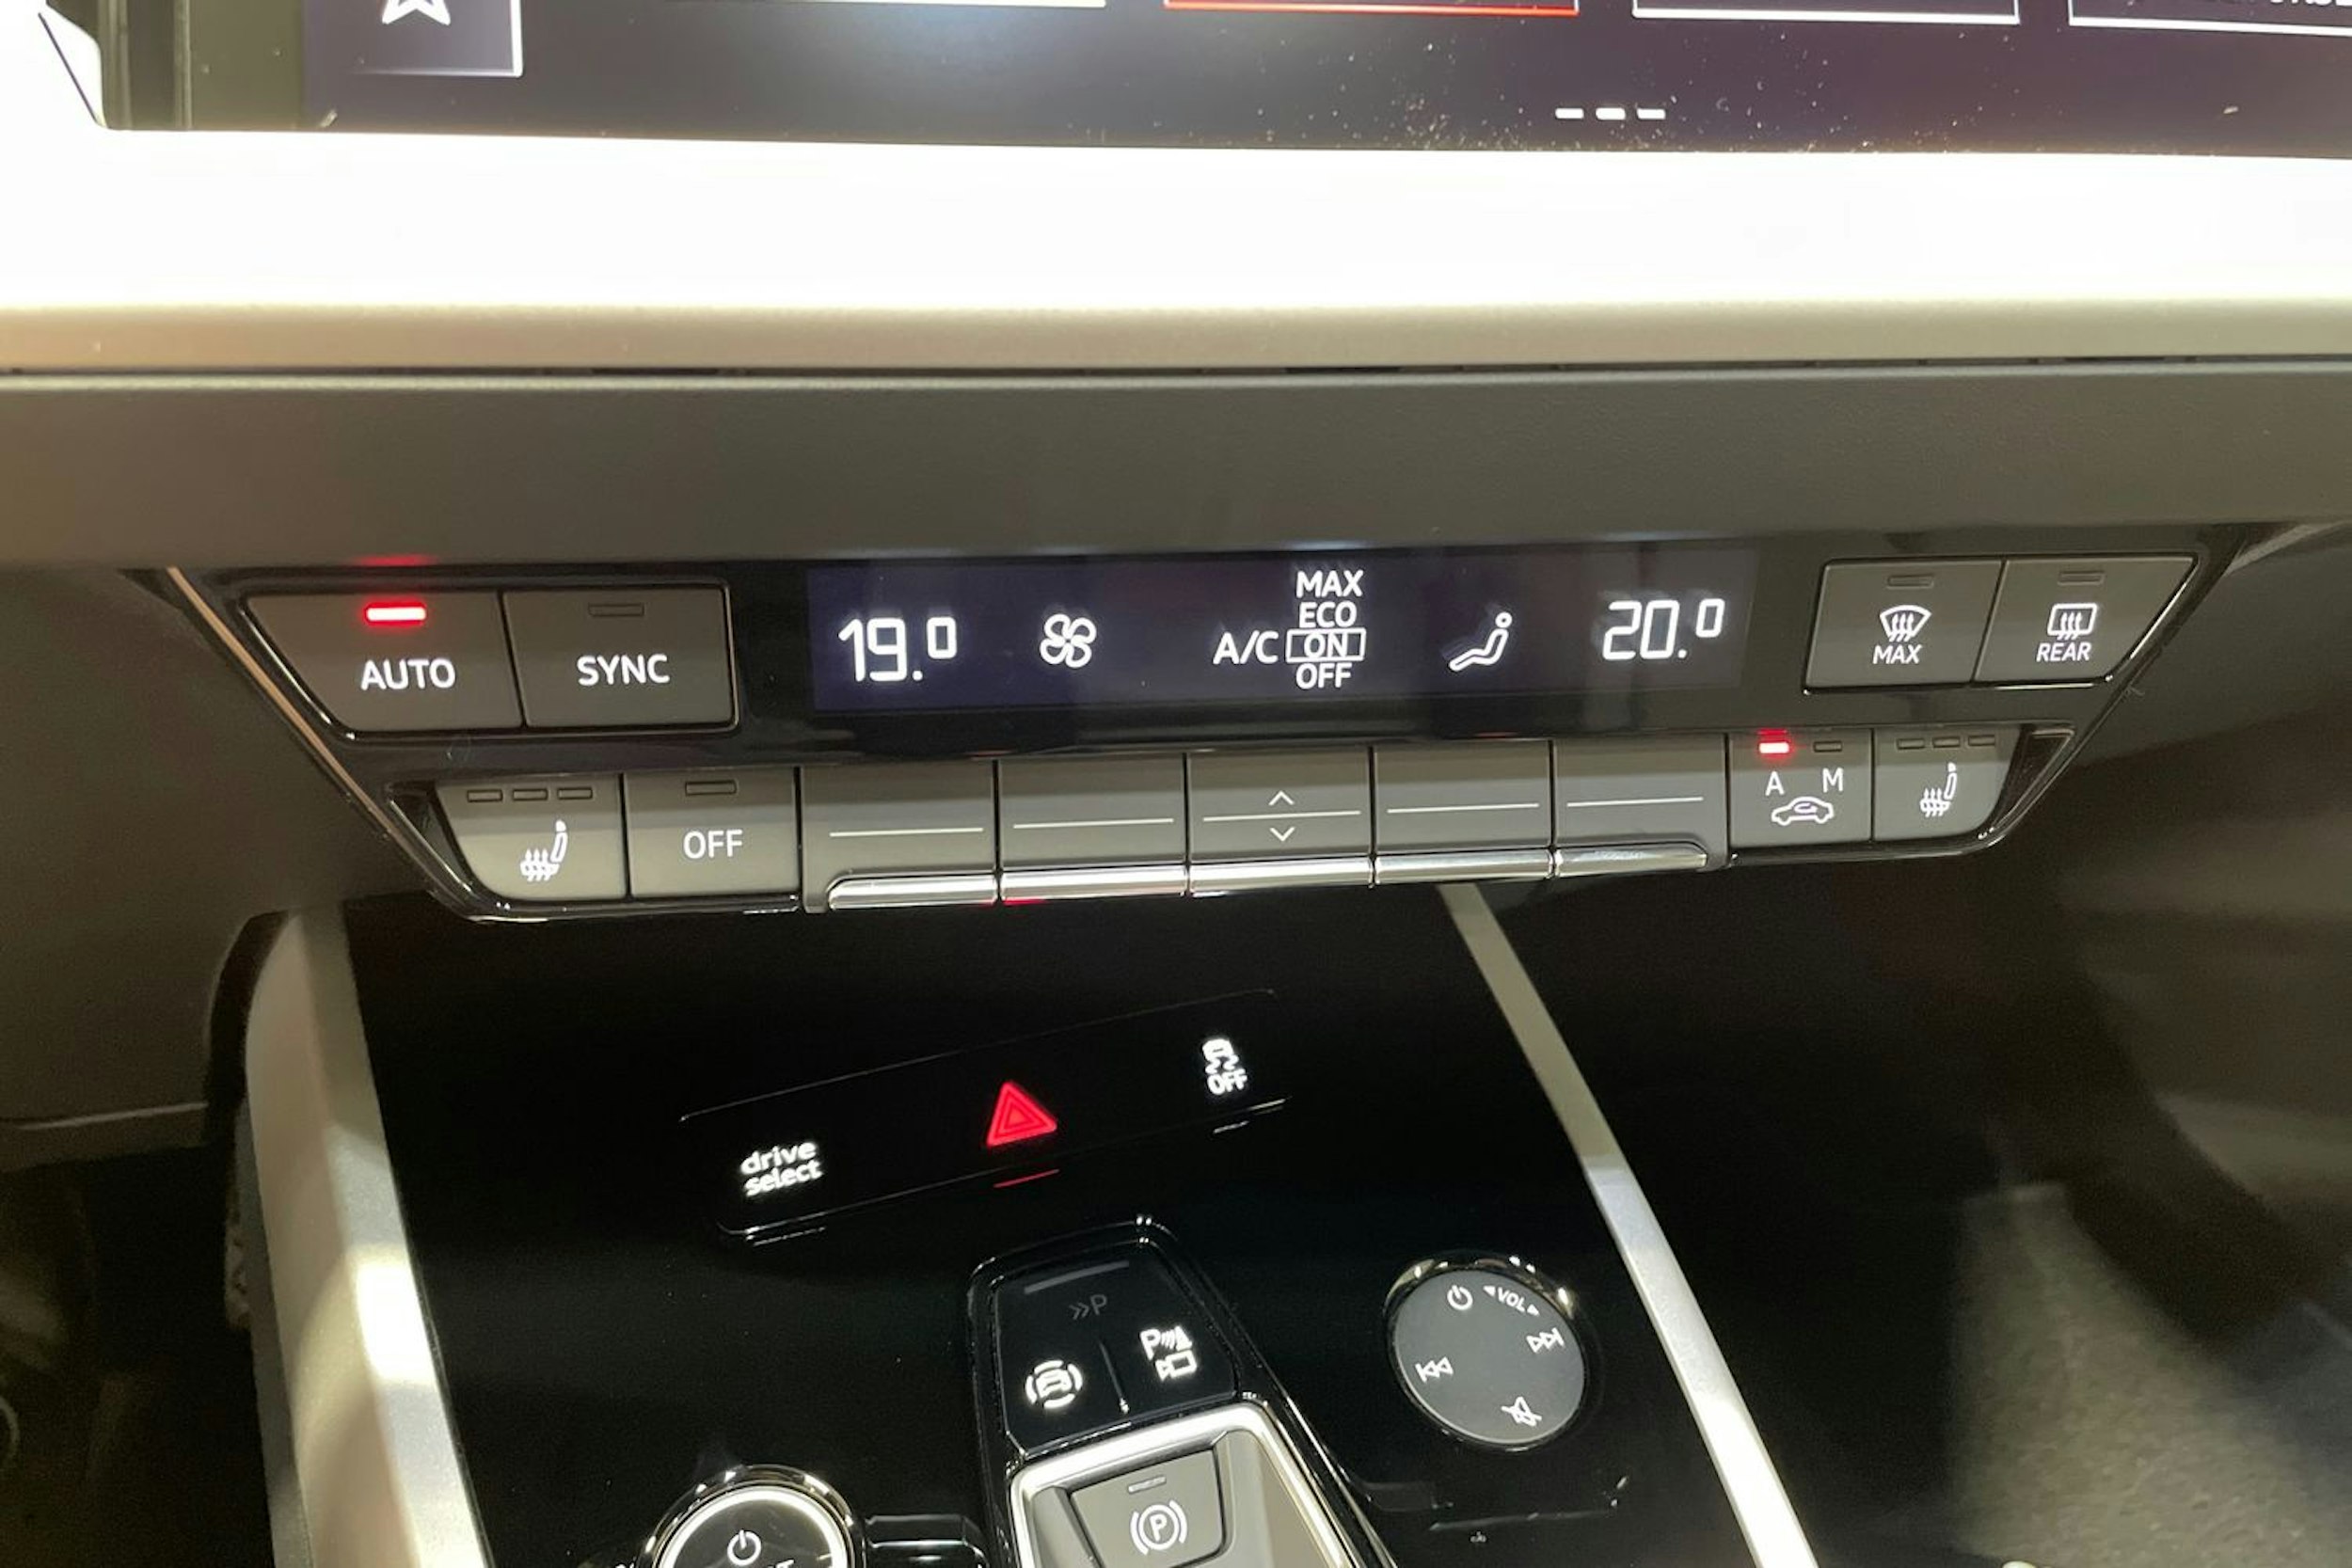 MAX
ECO
19.0 A/C ON 20.0
OFF
AUTO SYNC
MAX REAR
A M
OFF
OFF
drive
select
P
VOL
P
P